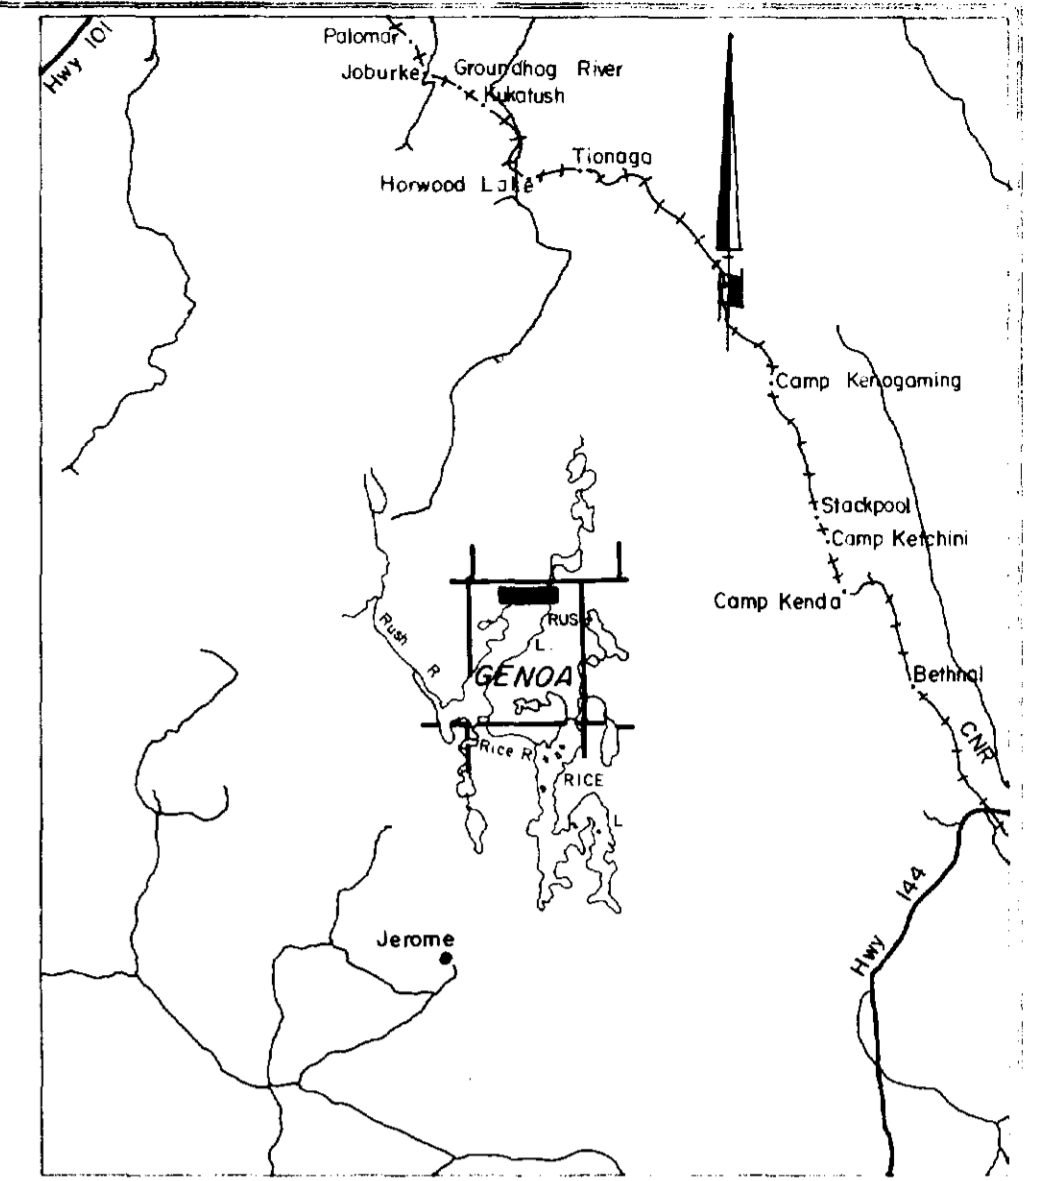 Hwy 101
Palomar
Joburke
Groundhog River
Kukatush
Tionaga
Horwood Lake
Camp Kenogaming
Stackpool
Camp Ketchini
Camp Kenda
Rush R
RUS
L.
GENOA
Bethnal
CNR
Rice R
RICE
L
Hwy 144
Jerome